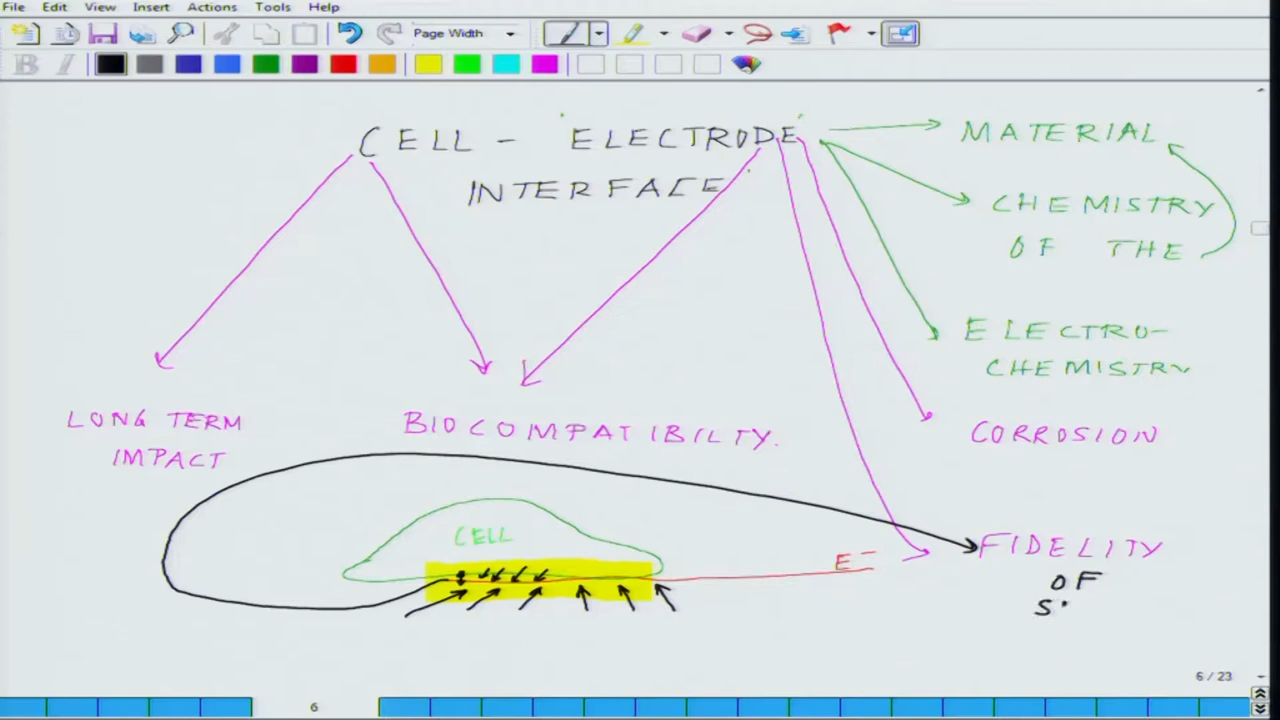 File Edit View Insert Actions Tools Help
Page Width
B I
CELL - ELECTRODE
INTERFACE
MATERIAL
CHEMISTRY
OF THE
ELECTRO-
CHEMISTRY
LONG TERM
IMPACT
BIOCOMPATIBILTY.
CORROSION
CELL
E-
FIDELITY
OF
S
6 / 23
6